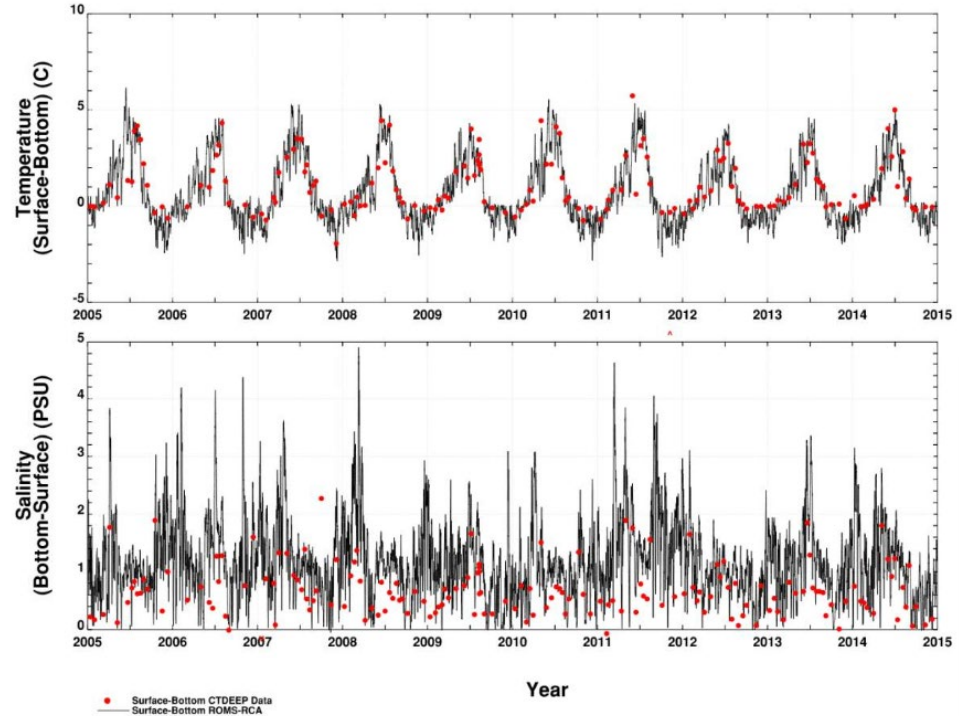 10
5
0
-5
Temperature
(Surface-Bottom) (C)
2005 2006 2007 2008 2009 2010 2011 2012 2013 2014 2015
5
4
3
2
1
0
Salinity
(Bottom-Surface) (PSU)
2005 2006 2007 2008 2009 2010 2011 2012 2013 2014 2015
Year
Surface-Bottom CTDEEP Data
Surface-Bottom ROMS-RCA